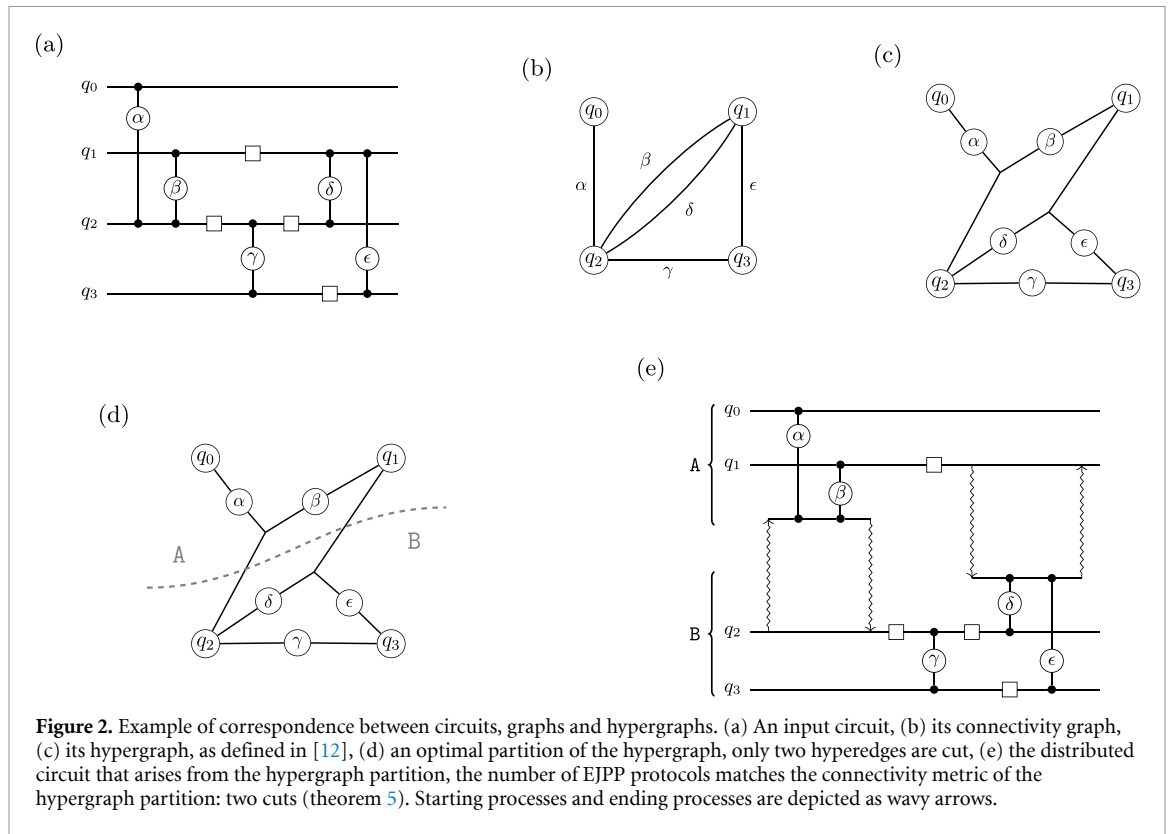 (a)
q0
α
q1
β
δ
q2
γ
ϵ
q3
(b)
q0
q1
β
α
ϵ
δ
q2
γ
q3
(c)
q0
q1
α
β
δ
ϵ
q2
γ
q3
(d)
q0
q1
α
β
A
B
δ
ϵ
q2
γ
q3
(e)
q0
α
A
q1
β
δ
B
q2
γ
ϵ
q3
Figure 2. Example of correspondence between circuits, graphs and hypergraphs. (a) An input circuit, (b) its connectivity graph,
(c) its hypergraph, as defined in [12], (d) an optimal partition of the hypergraph, only two hyperedges are cut, (e) the distributed
circuit that arises from the hypergraph partition, the number of EJPP protocols matches the connectivity metric of the
hypergraph partition: two cuts (theorem 5). Starting processes and ending processes are depicted as wavy arrows.